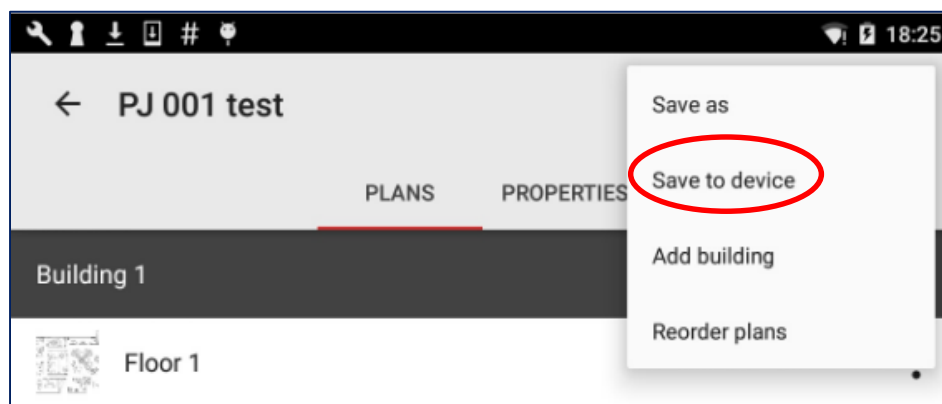 18:25
PJ 001 test
Save as
Save to device
PLANS PROPERTIES
Add building
Building 1
Reorder plans
Floor 1